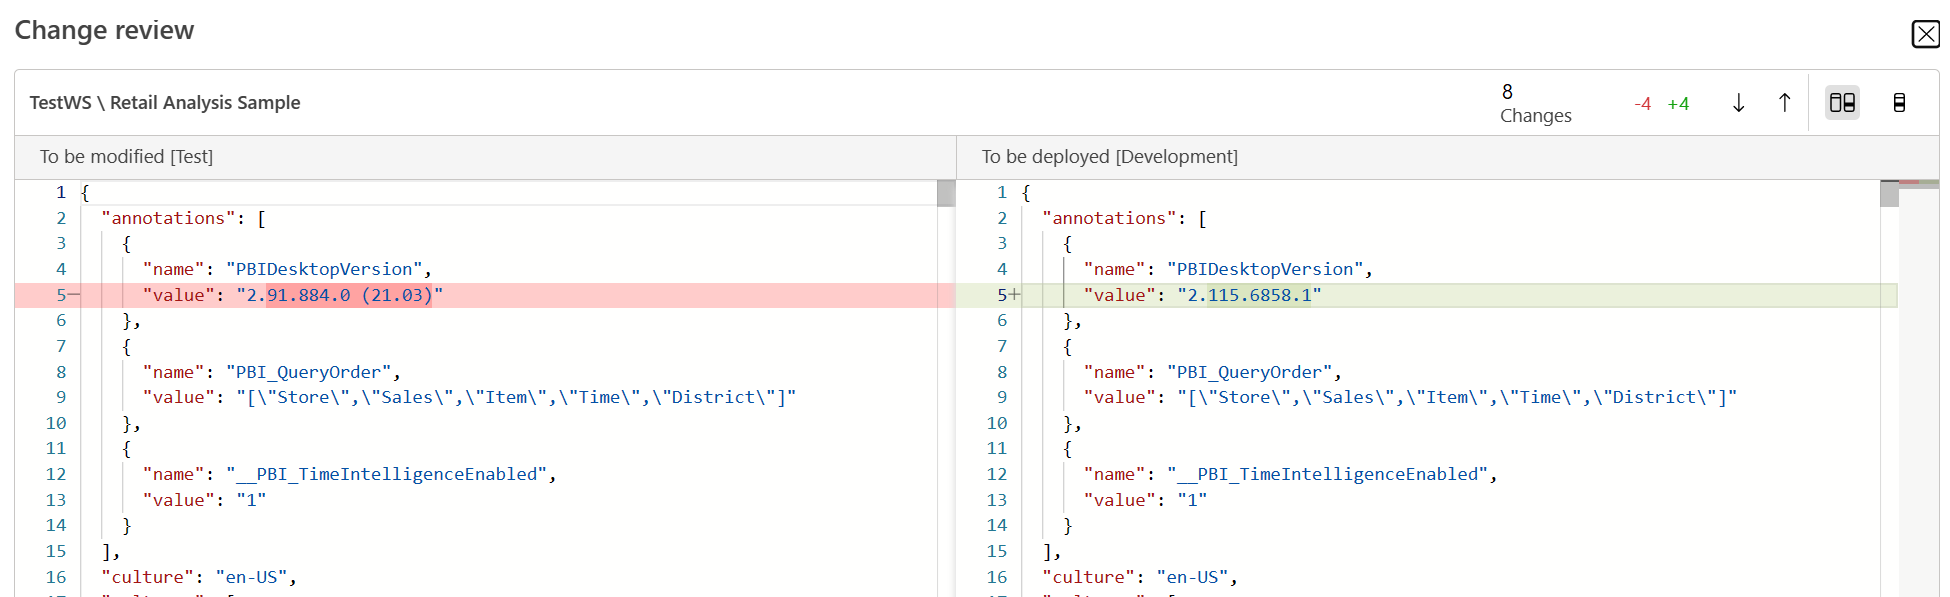 Change review
TestWS \ Retail Analysis Sample
8
Changes
-4 +4
To be modified [Test]
1 {
2 "annotations": [
3 {
4 "name": "PBIDesktopVersion",
5− "value": "2.91.884.0 (21.03)"
6 },
7 {
8 "name": "PBI_QueryOrder",
9 "value": "[\"Store\",\"Sales\",\"Item\",\"Time\",\"District\"]"
10 },
11 {
12 "name": "__PBI_TimeIntelligenceEnabled",
13 "value": "1"
14 }
15 ],
16 "culture": "en-US",
To be deployed [Development]
1 {
2 "annotations": [
3 {
4 "name": "PBIDesktopVersion",
5+ "value": "2.115.6858.1"
6 },
7 {
8 "name": "PBI_QueryOrder",
9 "value": "[\"Store\",\"Sales\",\"Item\",\"Time\",\"District\"]"
10 },
11 {
12 "name": "__PBI_TimeIntelligenceEnabled",
13 "value": "1"
14 }
15 ],
16 "culture": "en-US",